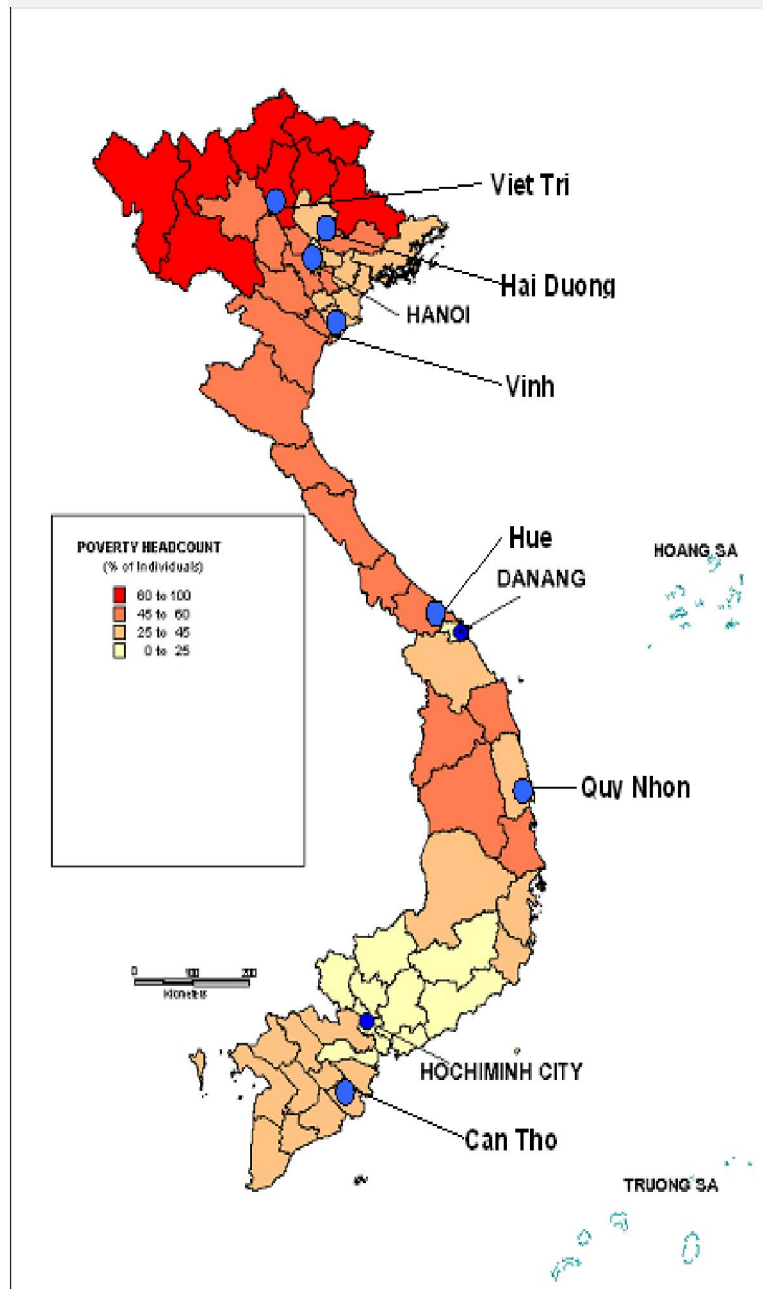 Viet Tri
Hai Duong
HANOI
Vinh
POVERTY HEADCOUNT
(% of Individuals)
60 to 100
45 to 60
25 to 45
0 to 25
Hue
HOANG SA
DANANG
Quy Nhon
0 100 200
Kilometers
HOCHIMINH CITY
Can Tho
TRUONG SA